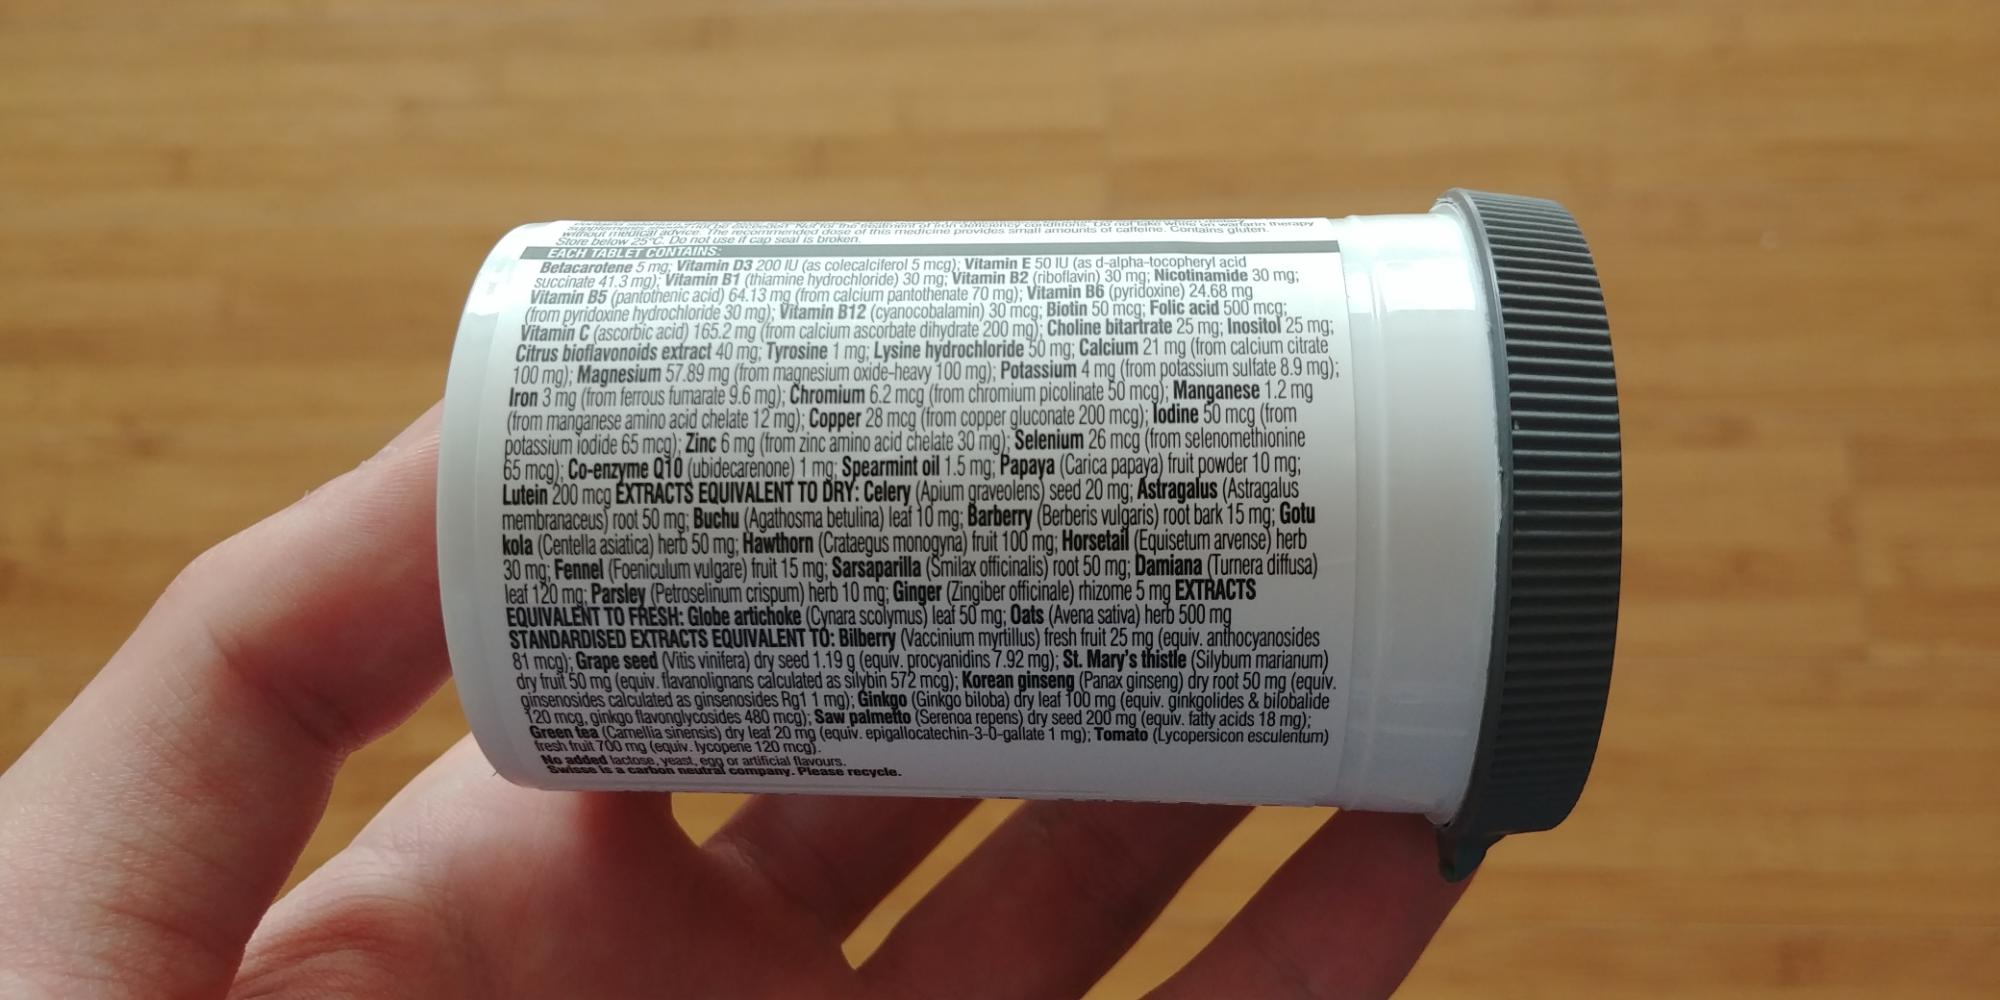 supplements should not be exceeded. Not for the treatment of iron deficiency conditions. Do not take while on warfarin therapy
without medical advice. The recommended dose of this medicine provides small amounts of caffeine. Contains gluten.
Store below 25°C. Do not use if cap seal is broken.
EACH TABLET CONTAINS:
Betacarotene 5 mg; Vitamin D3 200 IU (as colecalciferol 5 mcg); Vitamin E 50 IU (as d-alpha-tocopheryl acid
succinate 41.3 mg); Vitamin B1 (thiamine hydrochloride) 30 mg; Vitamin B2 (riboflavin) 30 mg; Nicotinamide 30 mg;
Vitamin B5 (pantothenic acid) 64.13 mg (from calcium pantothenate 70 mg); Vitamin B6 (pyridoxine) 24.68 mg
(from pyridoxine hydrochloride 30 mg); Vitamin B12 (cyanocobalamin) 30 mcg; Biotin 50 mcg; Folic acid 500 mcg;
Vitamin C (ascorbic acid) 165.2 mg (from calcium ascorbate dihydrate 200 mg); Choline bitartrate 25 mg; Inositol 25 mg;
Citrus bioflavonoids extract 40 mg; Tyrosine 1 mg; Lysine hydrochloride 50 mg; Calcium 21 mg (from calcium citrate
100 mg); Magnesium 57.89 mg (from magnesium oxide-heavy 100 mg); Potassium 4 mg (from potassium sulfate 8.9 mg);
Iron 3 mg (from ferrous fumarate 9.6 mg); Chromium 6.2 mcg (from chromium picolinate 50 mcg); Manganese 1.2 mg
(from manganese amino acid chelate 12 mg); Copper 28 mcg (from copper gluconate 200 mcg); Iodine 50 mcg (from
potassium iodide 65 mcg); Zinc 6 mg (from zinc amino acid chelate 30 mg); Selenium 26 mcg (from selenomethionine
65 mcg); Co-enzyme Q10 (ubidecarenone) 1 mg; Spearmint oil 1.5 mg; Papaya (Carica papaya) fruit powder 10 mg;
Lutein 200 mcg EXTRACTS EQUIVALENT TO DRY: Celery (Apium graveolens) seed 20 mg; Astragalus (Astragalus
membranaceus) root 50 mg; Buchu (Agathosma betulina) leaf 10 mg; Barberry (Berberis vulgaris) root bark 15 mg; Gotu
kola (Centella asiatica) herb 50 mg; Hawthorn (Crataegus monogyna) fruit 100 mg; Horsetail (Equisetum arvense) herb
30 mg; Fennel (Foeniculum vulgare) fruit 15 mg; Sarsaparilla (Smilax officinalis) root 50 mg; Damiana (Turnera diffusa)
leaf 120 mg; Parsley (Petroselinum crispum) herb 10 mg; Ginger (Zingiber officinale) rhizome 5 mg EXTRACTS
EQUIVALENT TO FRESH: Globe artichoke (Cynara scolymus) leaf 50 mg; Oats (Avena sativa) herb 500 mg
STANDARDISED EXTRACTS EQUIVALENT TO: Bilberry (Vaccinium myrtillus) fresh fruit 25 mg (equiv. anthocyanosides
81 mcg); Grape seed (Vitis vinifera) dry seed 1.19 g (equiv. procyanidins 7.92 mg); St. Mary's thistle (Silybum marianum)
dry fruit 50 mg (equiv. flavanolignans calculated as silybin 572 mcg); Korean ginseng (Panax ginseng) dry root 50 mg (equiv.
ginsenosides calculated as ginsenosides Rg1 1 mg); Ginkgo (Ginkgo biloba) dry leaf 100 mg (equiv. ginkgolides & bilobalide
120 mcg, ginkgo flavonglycosides 480 mcg); Saw palmetto (Serenoa repens) dry seed 200 mg (equiv. fatty acids 18 mg);
Green tea (Camellia sinensis) dry leaf 20 mg (equiv. epigallocatechin-3-0-gallate 1 mg); Tomato (Lycopersicon esculentum)
fresh fruit 700 mg (equiv. lycopene 120 mcg).
No added lactose, yeast, egg or artificial flavours.
Swisse is a carbon neutral company. Please recycle.